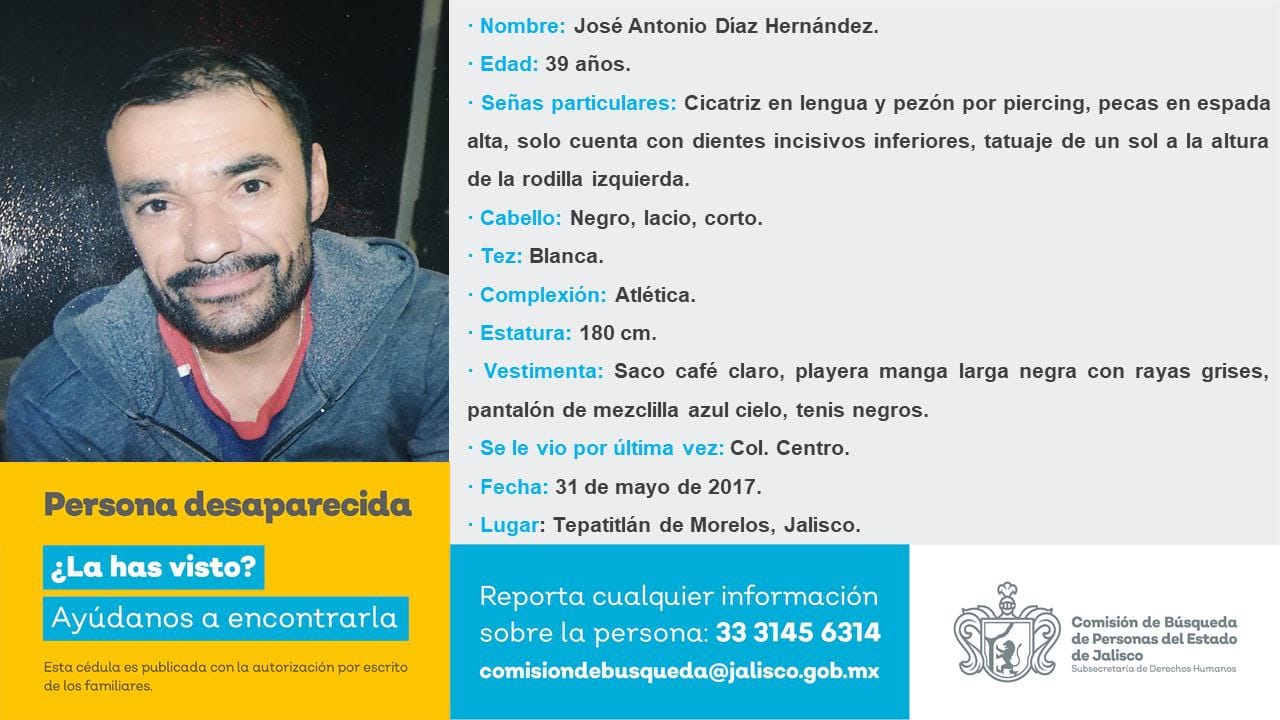 · Nombre: José Antonio Díaz Hernández.
· Edad: 39 años.
· Señas particulares: Cicatriz en lengua y pezón por piercing, pecas en espada
alta, solo cuenta con dientes incisivos inferiores, tatuaje de un sol a la altura
de la rodilla izquierda.
· Cabello: Negro, lacio, corto.
· Tez: Blanca.
· Complexión: Atlética.
· Estatura: 180 cm.
· Vestimenta: Saco café claro, playera manga larga negra con rayas grises,
pantalón de mezclilla azul cielo, tenis negros.
· Se le vio por última vez: Col. Centro.
· Fecha: 31 de mayo de 2017.
· Lugar: Tepatitlán de Morelos, Jalisco.
Persona desaparecida
¿La has visto?
Ayúdanos a encontrarla
Esta cédula es publicada con la autorización por escrito
de los familiares.
Reporta cualquier información
sobre la persona: 33 3145 6314
comisiondebusqueda@jalisco.gob.mx
Comisión de Búsqueda
de Personas del Estado
de Jalisco
Subsecretaría de Derechos Humanos